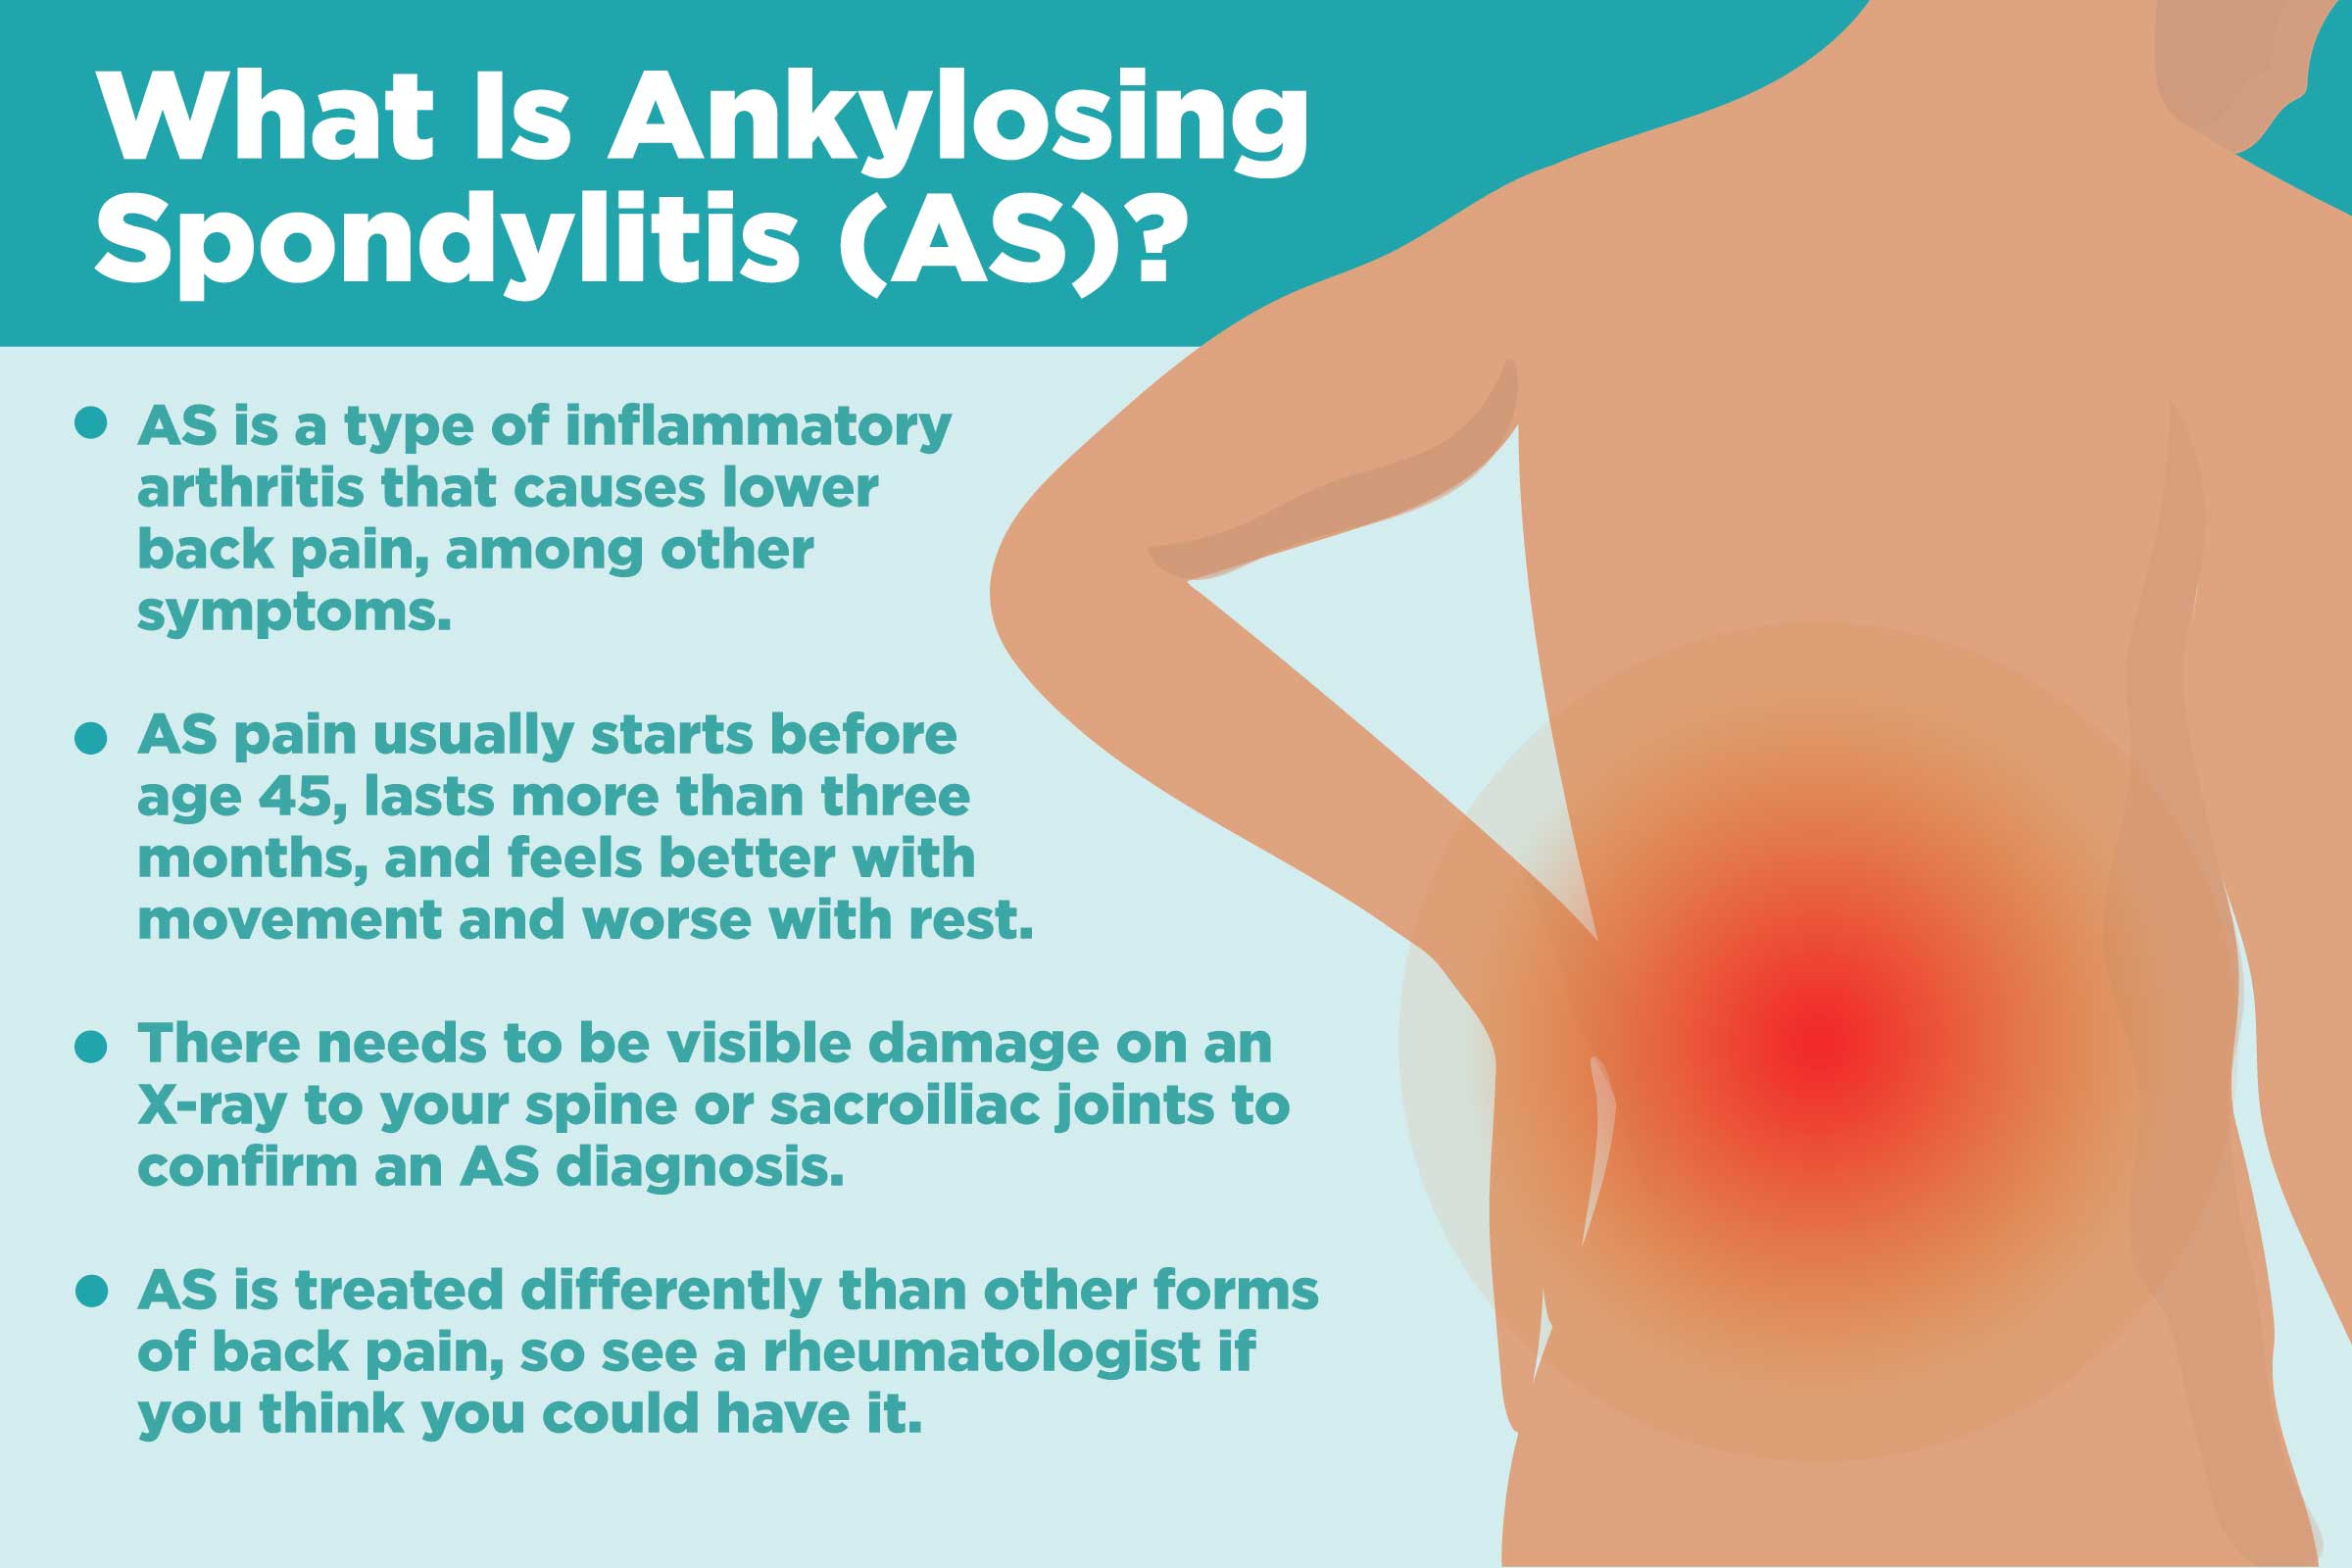 What Is Ankylosing
Spondylitis (AS)?
AS is a type of inflammatory
arthritis that causes lower
back pain, among other
symptoms.
AS pain usually starts before
age 45, lasts more than three
months, and feels better with
movement and worse with rest.
There needs to be visible damage on an
X-ray to your spine or sacroiliac joints to
confirm an AS diagnosis.
AS is treated differently than other forms
of back pain, so see a rheumatologist if
you think you could have it.